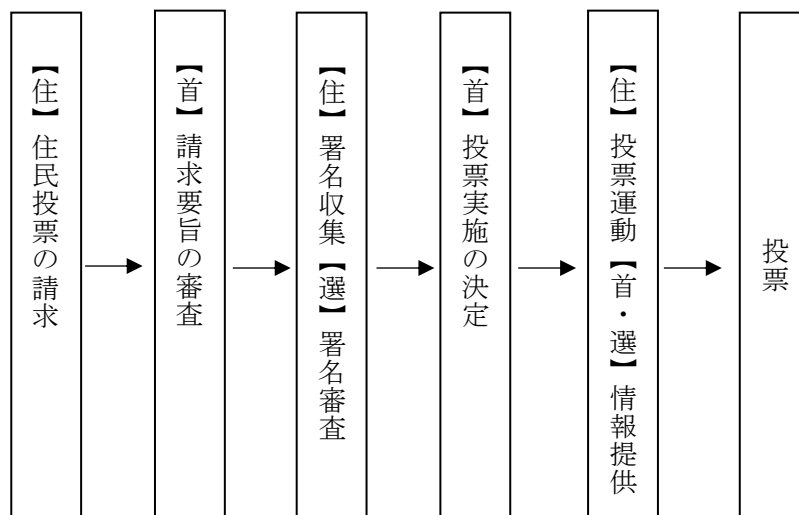 【住】住民投票の請求
【首】請求要旨の審査
【住】署名収集【選】署名審査
【首】投票実施の決定
【住】投票運動【首・選】情報提供
投票